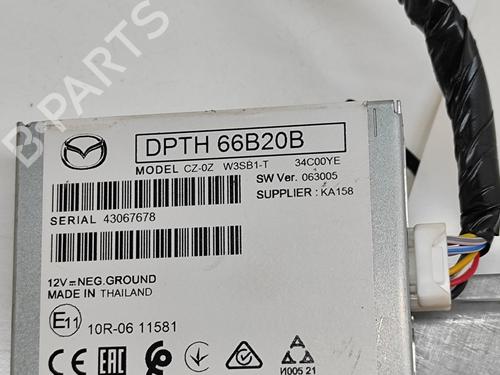 B-PARTS
DPTH 66B20B
MODEL CZ-0Z W3SB1-T 34C00YE
SW Ver. 063005
SUPPLIER : KA158
SERIAL 43067678
12V NEG.GROUND
MADE IN THAILAND
E11 10R-06 11581
CE EAC
И005 21